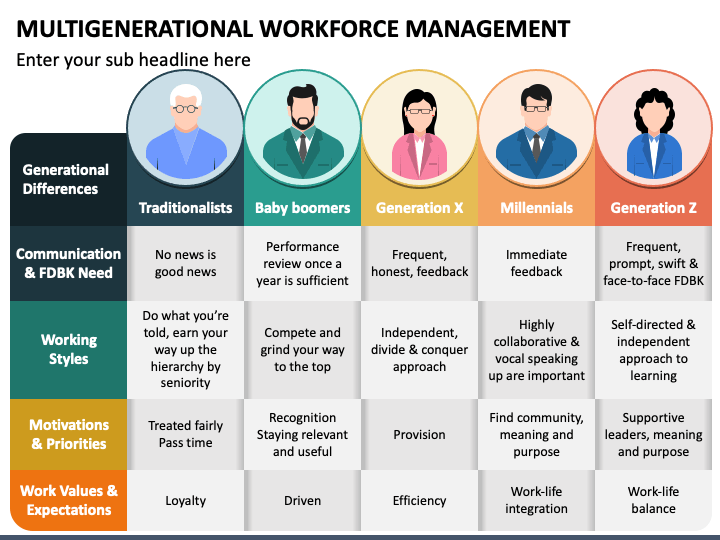 MULTIGENERATIONAL WORKFORCE MANAGEMENT
Enter your sub headline here
Generational
Differences
Traditionalists
Baby boomers
Generation X
Millennials
Generation Z
Communication
& FDBK Need
No news is
good news
Performance
review once a
year is sufficient
Frequent,
honest, feedback
Immediate
feedback
Frequent,
prompt, swift &
face-to-face FDBK
Working
Styles
Do what you're
told, earn your
way up the
hierarchy by
seniority
Compete and
grind your way
to the top
Independent,
divide & conquer
approach
Highly
collaborative &
vocal speaking
up are important
Self-directed &
independent
approach to
learning
Motivations
& Priorities
Treated fairly
Pass time
Recognition
Staying relevant
and useful
Provision
Find community,
meaning and
purpose
Supportive
leaders, meaning
and purpose
Work Values &
Expectations
Loyalty
Driven
Efficiency
Work-life
integration
Work-life
balance